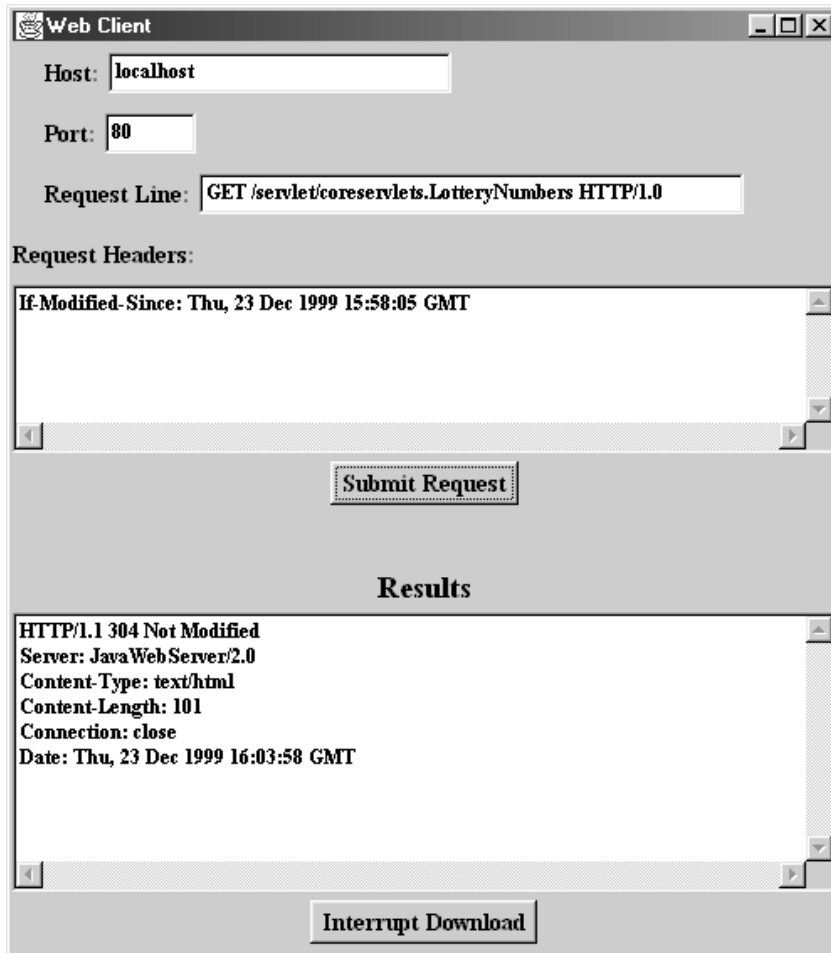 Web Client
Host: localhost
Port: 80
Request Line: GET /servlet/coreservlets.LotteryNumbers HTTP/1.0
Request Headers:
If-Modified-Since: Thu, 23 Dec 1999 15:58:05 GMT
Submit Request
Results
HTTP/1.1 304 Not Modified
Server: JavaWebServer/2.0
Content-Type: text/html
Content-Length: 101
Connection: close
Date: Thu, 23 Dec 1999 16:03:58 GMT
Interrupt Download